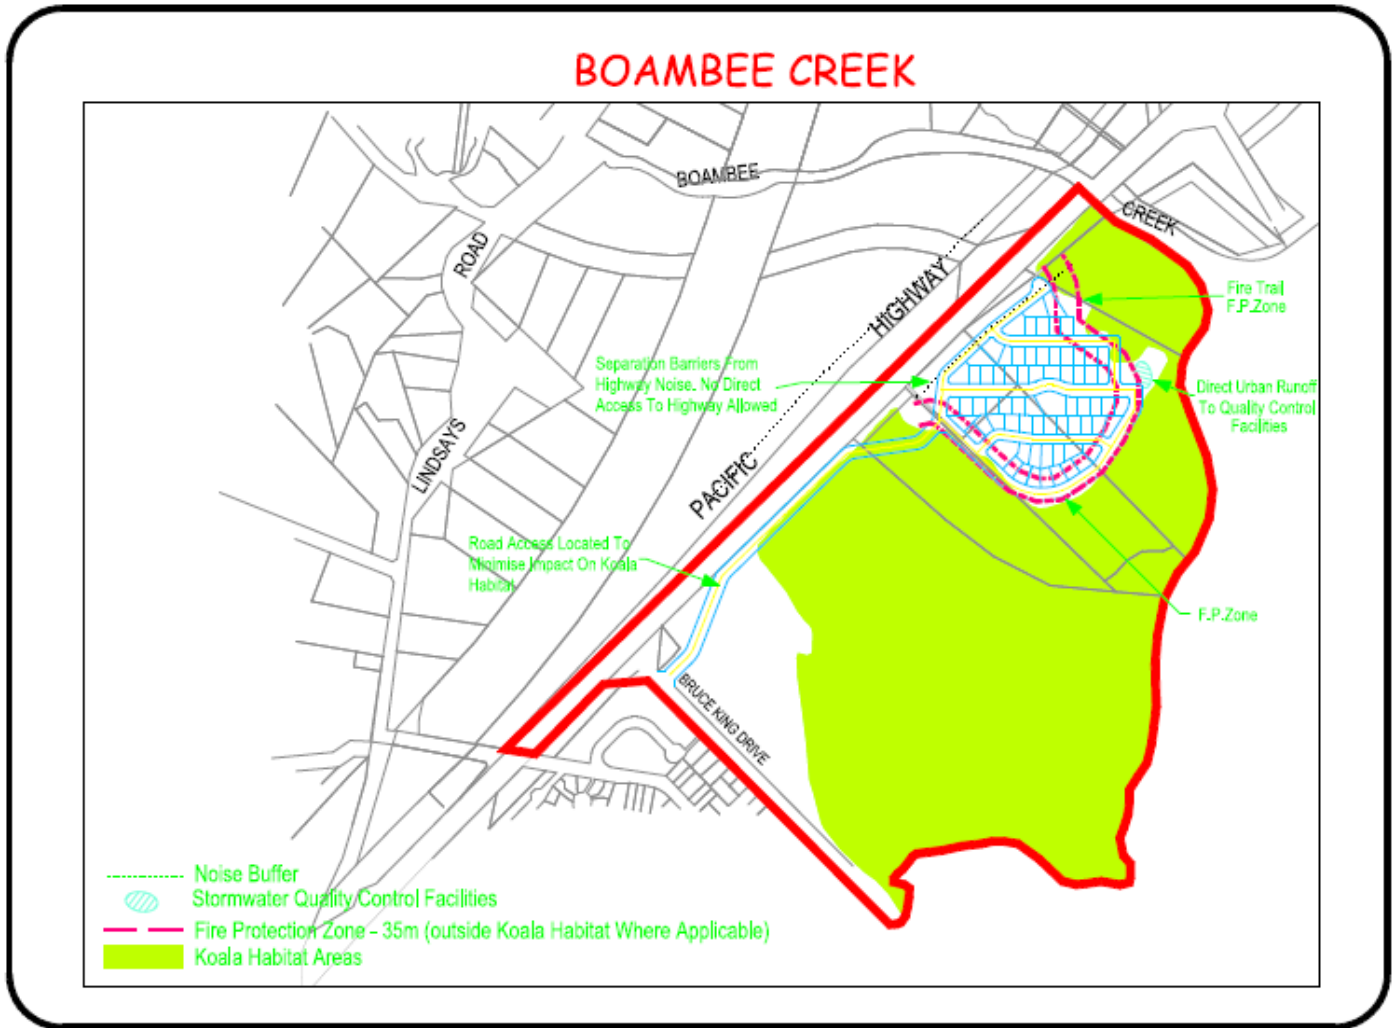 BOAMBEE CREEK
BOAMBEE
CREEK
ROAD
HIGHWAY
Fire Trail
F.P.Zone
Separation Barriers From
Highway Noise. No Direct
Access To Highway Allowed
Direct Urban Runoff
To Quality Control
Facilities
LINDSAYS
PACIFIC
Road Access Located To
Minimise Impact On Koala
Habitat
F.P.Zone
BRUCE KING DRIVE
Noise Buffer
Stormwater Quality Control Facilities
Fire Protection Zone - 35m (outside Koala Habitat Where Applicable)
Koala Habitat Areas